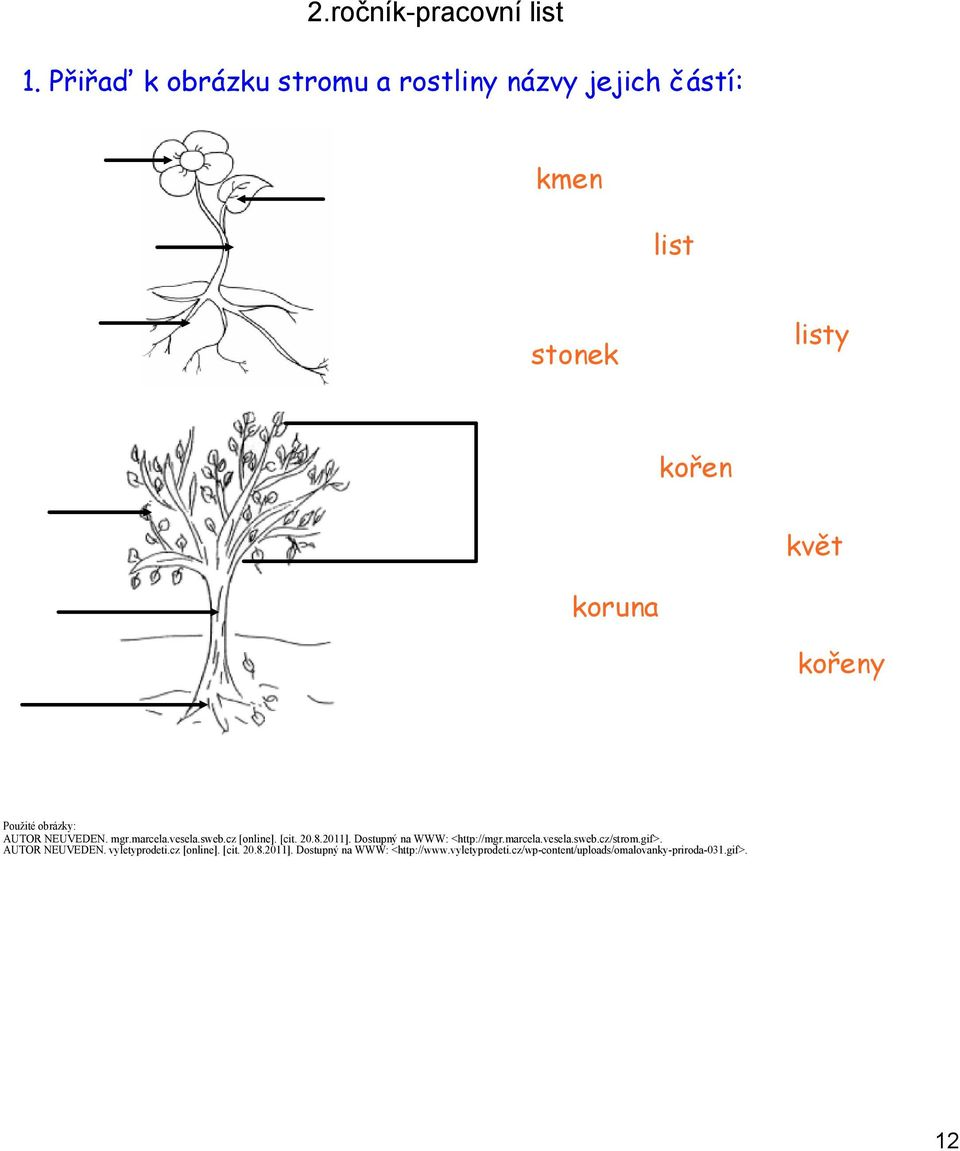 2.ročník-pracovní list
1. Přiřaď k obrázku stromu a rostliny názvy jejich částí:
kmen
list
listy
stonek
kořen
květ
koruna
kořeny
Použité obrázky:
AUTOR NEUVEDEN. mgr.marcela.vesela.sweb.cz [online]. [cit. 20.8.2011]. Dostupný na WWW: <http://mgr.marcela.vesela.sweb.cz/strom.gif>.
AUTOR NEUVEDEN. vyletyprodeti.cz [online]. [cit. 20.8.2011]. Dostupný na WWW: <http://www.vyletyprodeti.cz/wp-content/uploads/omalovanky-priroda-031.gif>.
12